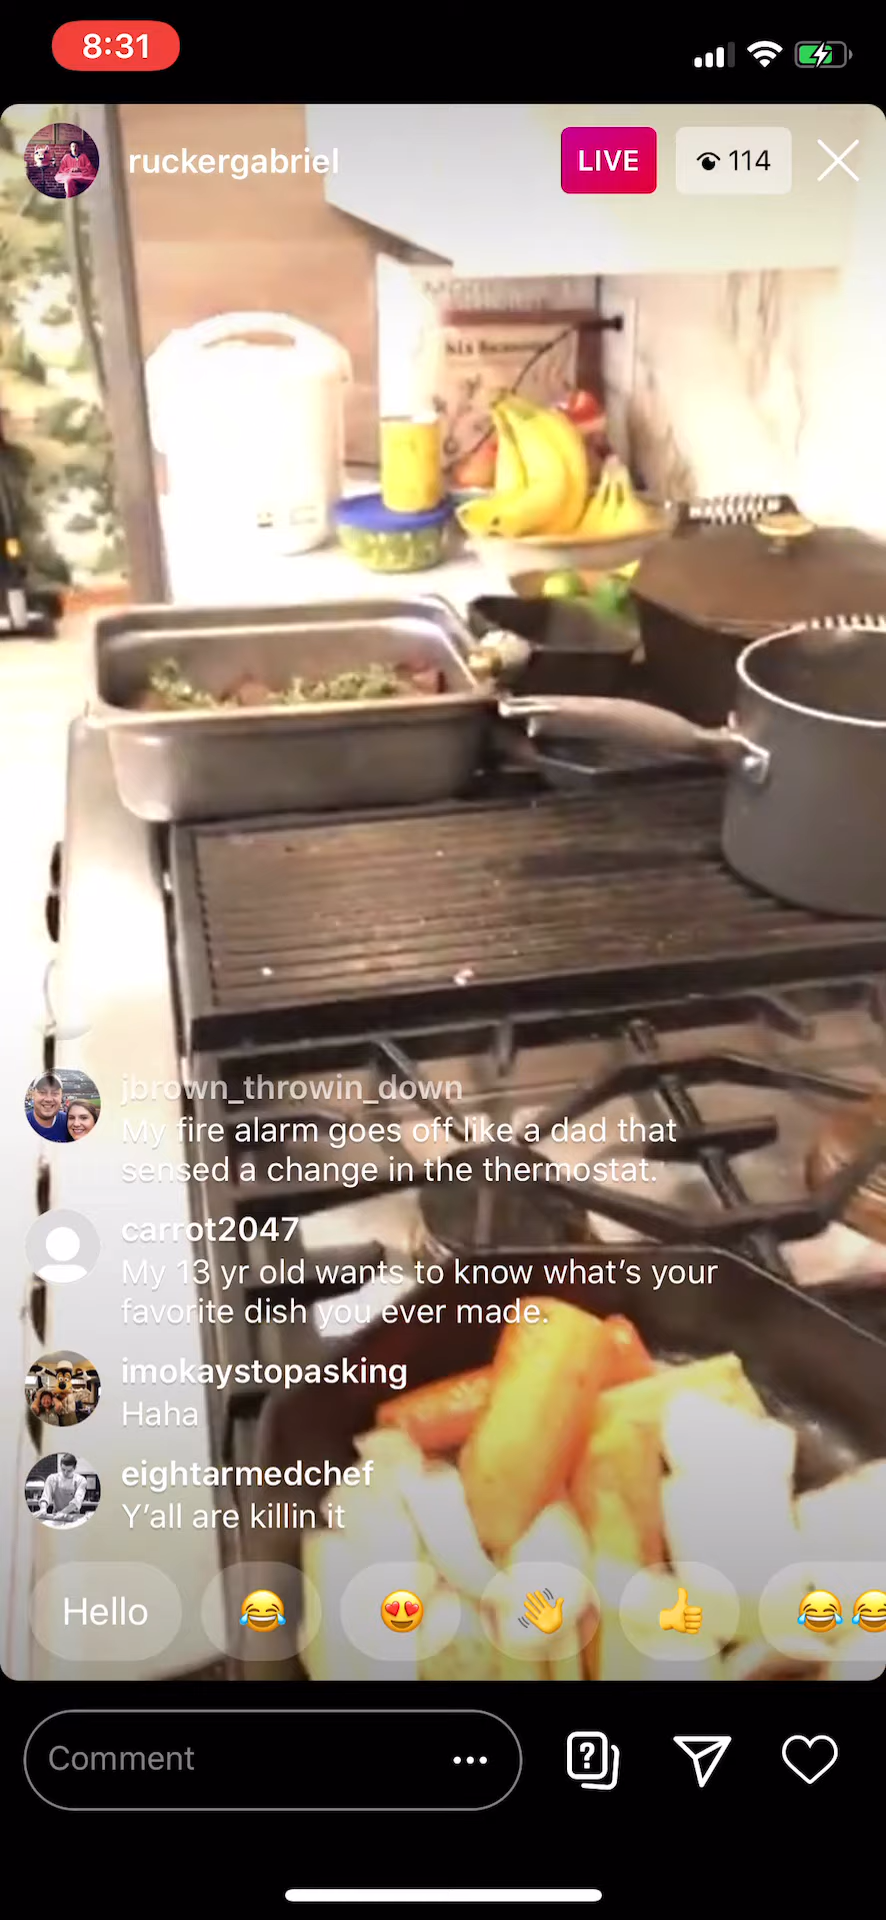 8:31
ruckergabriel
LIVE
114
jbrown_throwin_down
My fire alarm goes off like a dad that
sensed a change in the thermostat.
carrot2047
My 13 yr old wants to know what's your
favorite dish you ever made.
imokaystopasking
Haha
eightarmedchef
Y'all are killin it
Hello
Comment